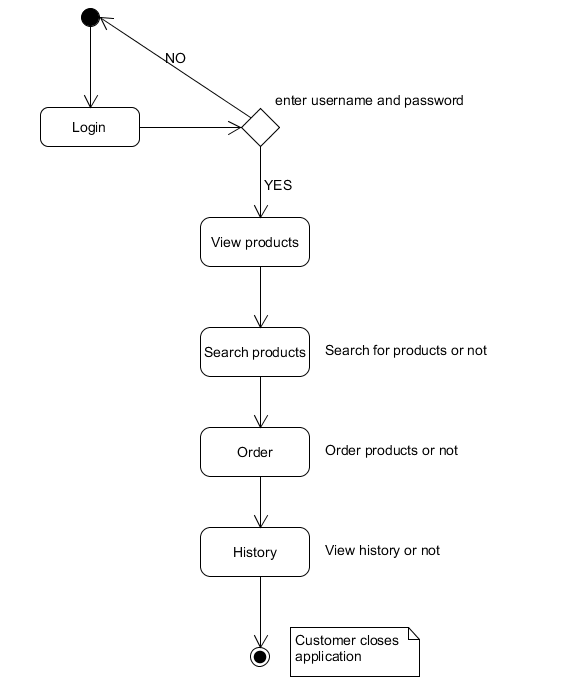 NO
enter username and password
Login
YES
View products
Search products
Search for products or not
Order
Order products or not
History
View history or not
Customer closes
application